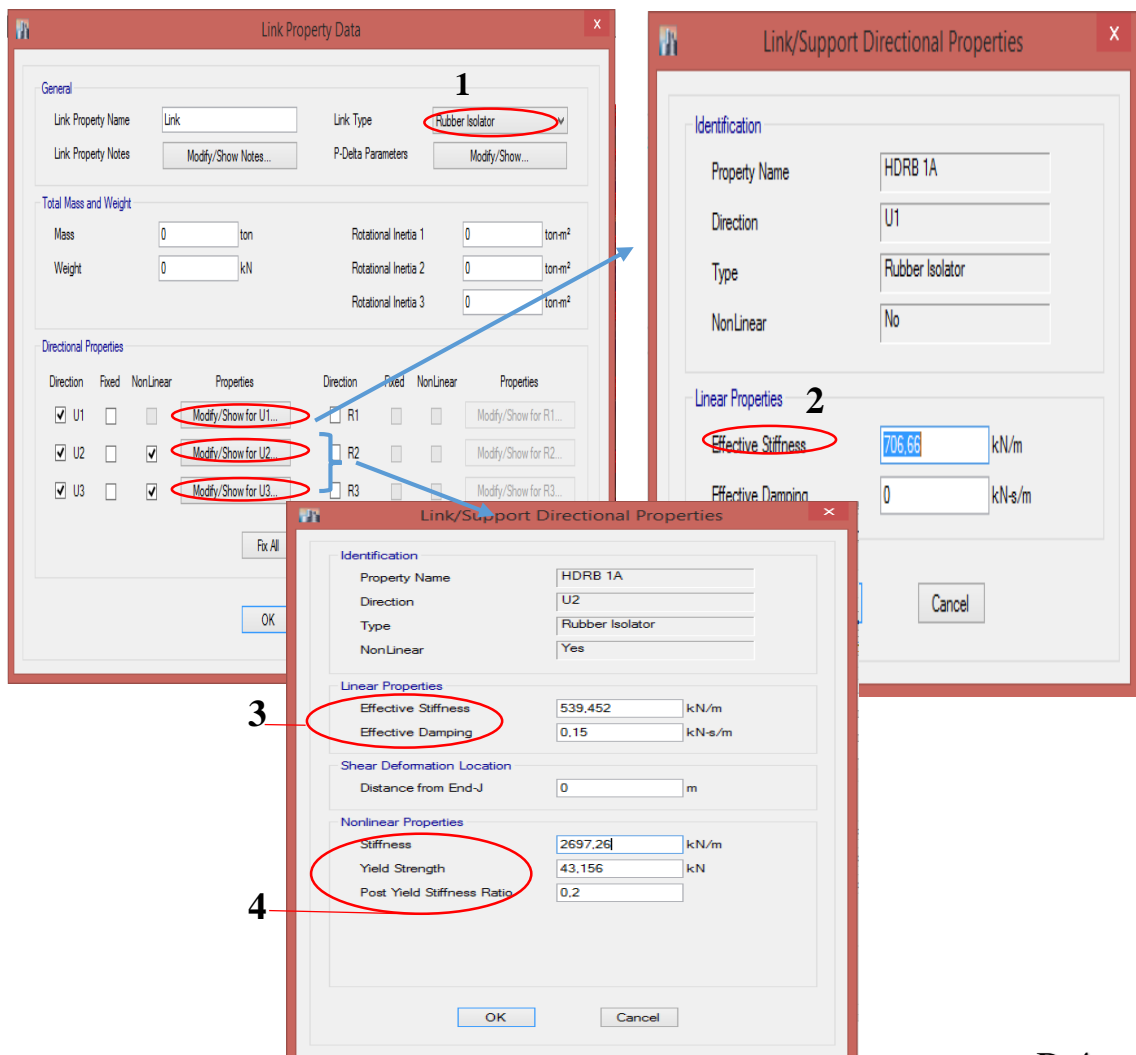 Link Property Data x
General
1
Link Property Name Link Link Type Rubber Isolator
Link Property Notes Modify/Show Notes... P-Delta Parameters Modify/Show...
Total Mass and Weight
Mass 0 ton Rotational Inertia 1 0 ton-m²
Weight 0 kN Rotational Inertia 2 0 ton-m²
Rotational Inertia 3 0 ton-m²
Directional Properties
Direction Fixed NonLinear Properties Direction Fixed NonLinear Properties
U1 Modify/Show for U1... R1 Modify/Show for R1...
U2 Modify/Show for U2... R2 Modify/Show for R2...
U3 Modify/Show for U3... R3 Modify/Show for R3...
Fix All
OK
Link/Support Directional Properties x
Identification
Property Name HDRB 1A
Direction U1
Type Rubber Isolator
NonLinear No
Linear Properties 2
Effective Stiffness 706,66 kN/m
Effective Damping 0 kN-s/m
Cancel
Link/Support Directional Properties ×
Identification
Property Name HDRB 1A
Direction U2
Type Rubber Isolator
NonLinear Yes
Linear Properties
3
Effective Stiffness 539,452 kN/m
Effective Damping 0,15 kN-s/m
Shear Deformation Location
Distance from End-J 0 m
Nonlinear Properties
Stiffness 2697,26 kN/m
Yield Strength 43,156 kN
Post Yield Stiffness Ratio 0,2
4
OK Cancel